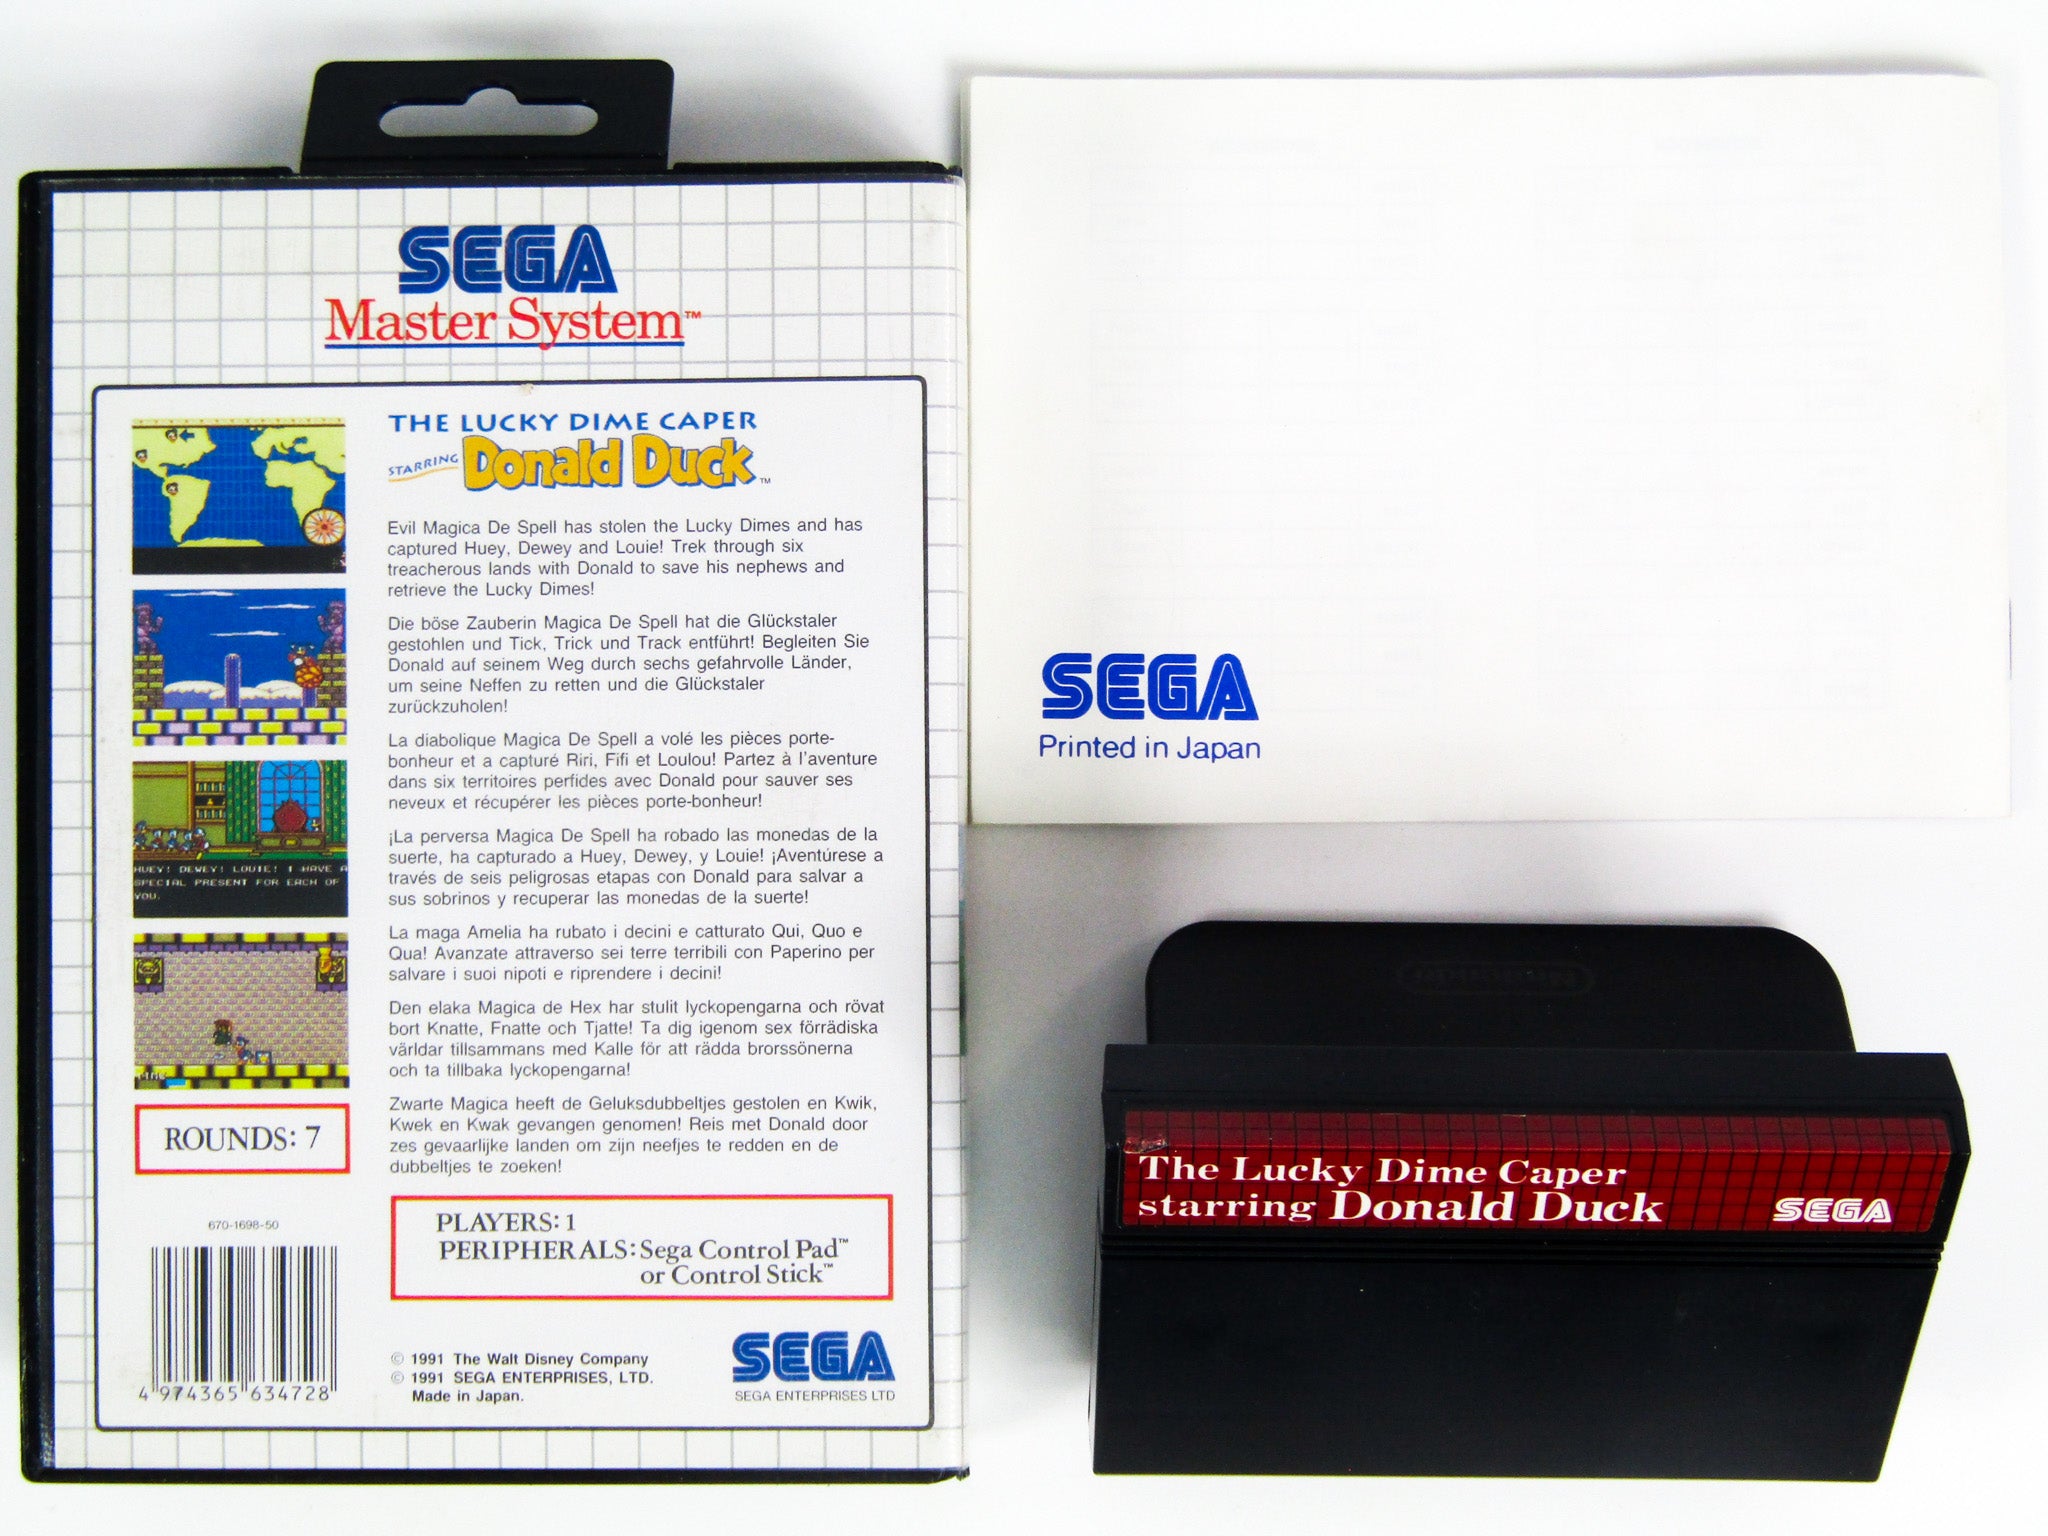 SEGA
Master System™
THE LUCKY DIME CAPER
STARRING Donald Duck™
Evil Magica De Spell has stolen the Lucky Dimes and has
captured Huey, Dewey and Louie! Trek through six
treacherous lands with Donald to save his nephews and
retrieve the Lucky Dimes!
Die böse Zauberin Magica De Spell hat die Glückstaler
gestohlen und Tick, Trick und Track entführt! Begleiten Sie
Donald auf seinem Weg durch sechs gefahrvolle Länder,
um seine Neffen zu retten und die Glückstaler
zurückzuholen!
La diabolique Magica De Spell a volé les pièces porte-
bonheur et a capturé Riri, Fifi et Loulou! Partez à l'aventure
dans six territoires perfides avec Donald pour sauver ses
neveux et récupérer les pièces porte-bonheur!
¡La perversa Magica De Spell ha robado las monedas de la
suerte, ha capturado a Huey, Dewey, y Louie! ¡Aventúrese a
través de seis peligrosas etapas con Donald para salvar a
sus sobrinos y recuperar las monedas de la suerte!
La maga Amelia ha rubato i decini e catturato Qui, Quo e
Qua! Avanzate attraverso sei terre terribili con Paperino per
salvare i suoi nipoti e riprendere i decini!
Den elaka Magica de Hex har stulit lyckopengarna och rövat
bort Knatte, Fnatte och Tjatte! Ta dig igenom sex förrädiska
världar tillsammans med Kalle för att rädda brorssönerna
och ta tillbaka lyckopengarna!
Zwarte Magica heeft de Geluksdubbeltjes gestolen en Kwik,
Kwek en Kwak gevangen genomen! Reis met Donald door
zes gevaarlijke landen om zijn neefjes te redden en de
dubbeltjes te zoeken!
HUEY! DEWEY! LOUIE! I HAVE A
SPECIAL PRESENT FOR EACH OF
YOU.
ROUNDS: 7
PLAYERS: 1
PERIPHERALS: Sega Control Pad™
or Control Stick™
670-1698-50
4 974365 634728
© 1991 The Walt Disney Company
© 1991 SEGA ENTERPRISES, LTD.
Made in Japan.
SEGA
SEGA ENTERPRISES LTD
SEGA
Printed in Japan
The Lucky Dime Caper
starring Donald Duck
SEGA